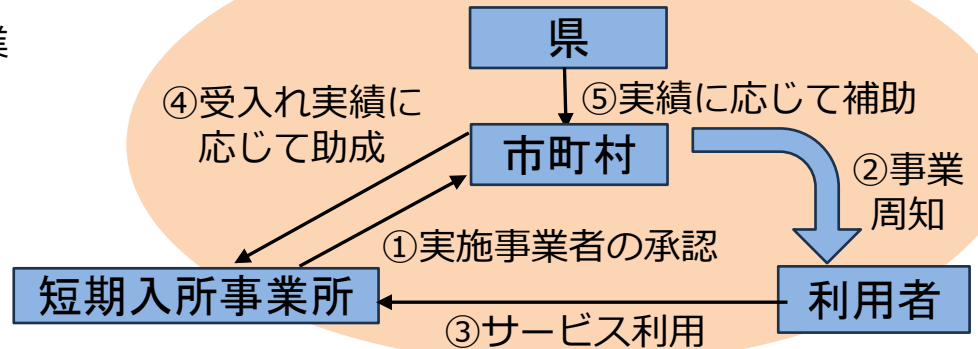 業
県
④受入れ実績に
応じて助成
⑤実績に応じて補助
市町村
②事業
周知
①実施事業者の承認
短期入所事業所
利用者
③サービス利用